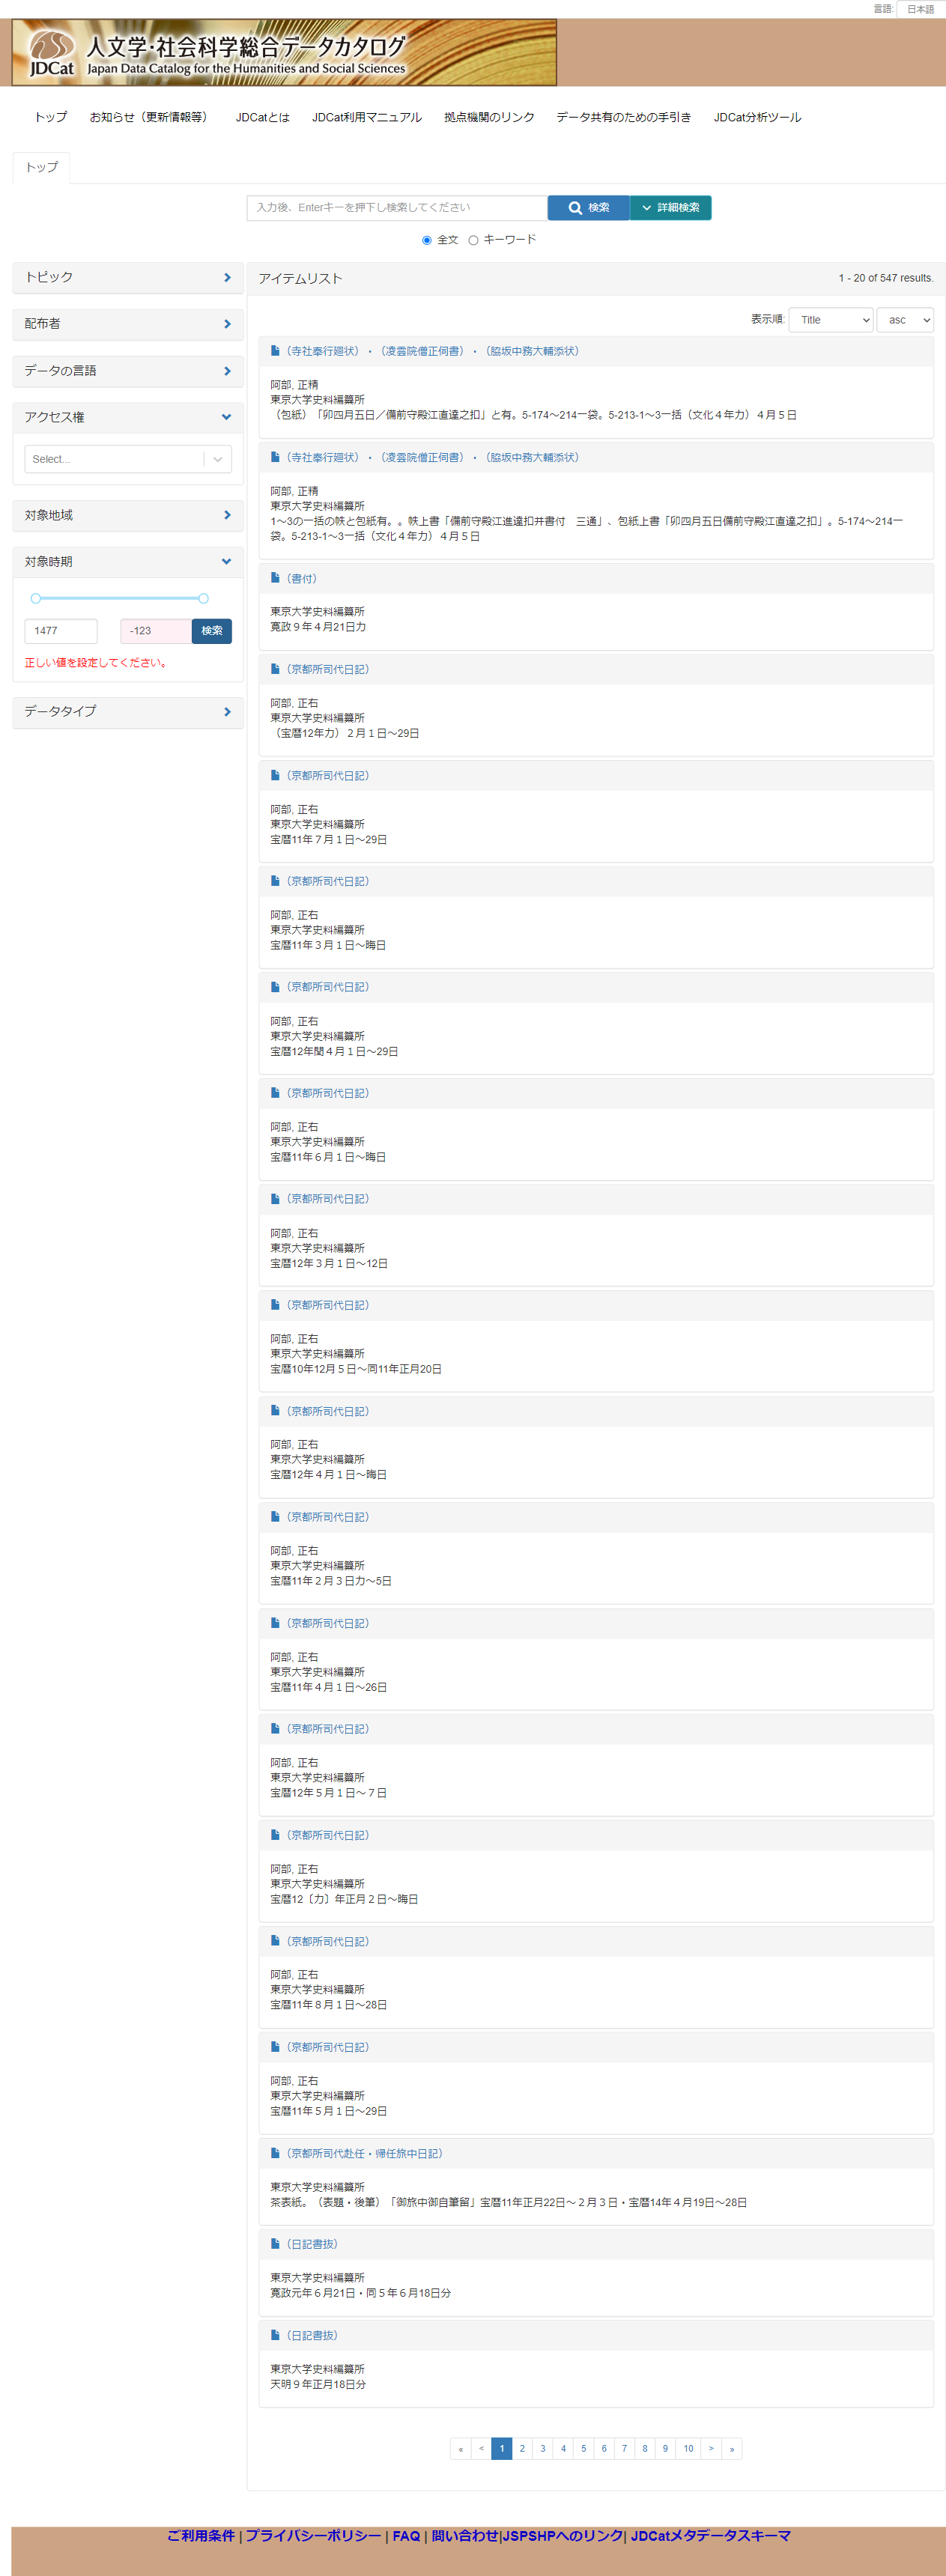 言語: 日本語
JDCat 人文学・社会科学総合データカタログ
Japan Data Catalog for the Humanities and Social Sciences
トップ お知らせ（更新情報等） JDCatとは JDCat利用マニュアル 拠点機関のリンク データ共有のための手引き JDCat分析ツール
トップ
入力後、Enterキーを押下し検索してください 検索 詳細検索
全文 キーワード
トピック
配布者
データの言語
アクセス権
Select...
対象地域
対象時期
1477 -123 検索
正しい値を設定してください。
データタイプ
アイテムリスト 1 - 20 of 547 results.
表示順: Title asc
（寺社奉行廻状）・（凌雲院僧正伺書）・（脇坂中務大輔添状）
阿部, 正精
東京大学史料編纂所
（包紙）「卯四月五日／備前守殿江直達之扣」と有。5-174～214一袋。5-213-1～3一括（文化４年カ）４月５日
（寺社奉行廻状）・（凌雲院僧正伺書）・（脇坂中務大輔添状）
阿部, 正精
東京大学史料編纂所
1～3の一括の帙と包紙有。。帙上書「備前守殿江進達扣并書付　三通」、包紙上書「卯四月五日備前守殿江直達之扣」。5-174～214一
袋。5-213-1～3一括（文化４年カ）４月５日
（書付）
東京大学史料編纂所
寛政９年４月21日カ
（京都所司代日記）
阿部, 正右
東京大学史料編纂所
（宝暦12年カ）２月１日～29日
（京都所司代日記）
阿部, 正右
東京大学史料編纂所
宝暦11年７月１日～29日
（京都所司代日記）
阿部, 正右
東京大学史料編纂所
宝暦11年３月１日～晦日
（京都所司代日記）
阿部, 正右
東京大学史料編纂所
宝暦12年閏４月１日～29日
（京都所司代日記）
阿部, 正右
東京大学史料編纂所
宝暦11年６月１日～晦日
（京都所司代日記）
阿部, 正右
東京大学史料編纂所
宝暦12年３月１日～12日
（京都所司代日記）
阿部, 正右
東京大学史料編纂所
宝暦10年12月５日～同11年正月20日
（京都所司代日記）
阿部, 正右
東京大学史料編纂所
宝暦12年４月１日～晦日
（京都所司代日記）
阿部, 正右
東京大学史料編纂所
宝暦11年２月３日カ～5日
（京都所司代日記）
阿部, 正右
東京大学史料編纂所
宝暦11年４月１日～26日
（京都所司代日記）
阿部, 正右
東京大学史料編纂所
宝暦12年５月１日～７日
（京都所司代日記）
阿部, 正右
東京大学史料編纂所
宝暦12〔カ〕年正月２日～晦日
（京都所司代日記）
阿部, 正右
東京大学史料編纂所
宝暦11年８月１日～28日
（京都所司代日記）
阿部, 正右
東京大学史料編纂所
宝暦11年５月１日～29日
（京都所司代赴任・帰任旅中日記）
東京大学史料編纂所
茶表紙。（表題・後筆）「御旅中御自筆留」宝暦11年正月22日～２月３日・宝暦14年４月19日～28日
（日記書抜）
東京大学史料編纂所
寛政元年６月21日・同５年６月18日分
（日記書抜）
東京大学史料編纂所
天明９年正月18日分
« < 1 2 3 4 5 6 7 8 9 10 > »
ご利用条件 | プライバシーポリシー | FAQ | 問い合わせ|JSPSHPへのリンク| JDCatメタデータスキーマ